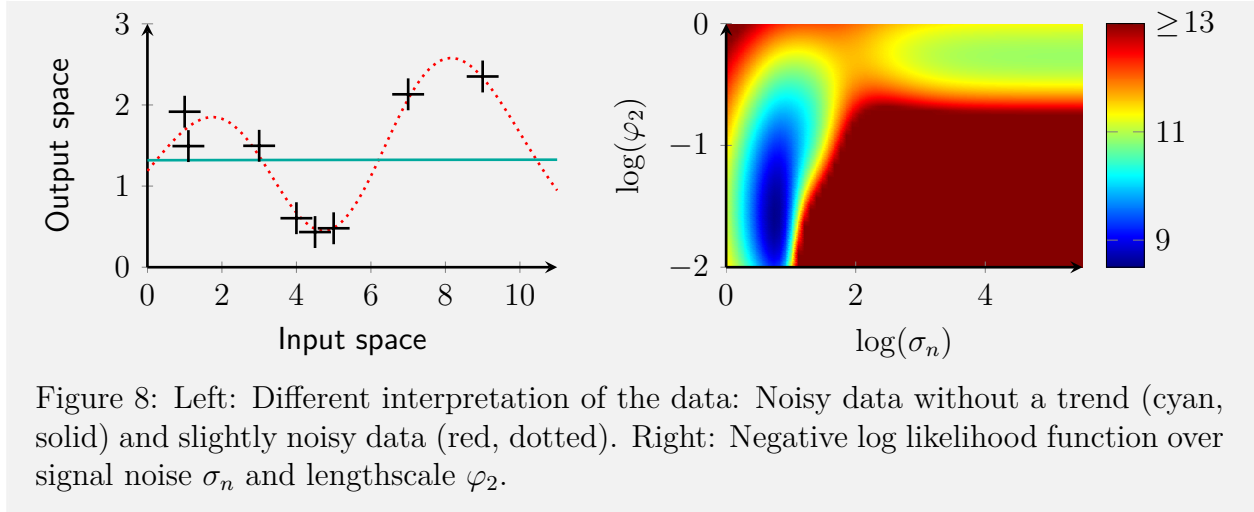 3
2
1
0
Output space
0 2 4 6 8 10
Input space
0
−1
−2
log(φ₂)
0 2 4
log(σₙ)
≥13
11
9
Figure 8: Left: Different interpretation of the data: Noisy data without a trend (cyan,
solid) and slightly noisy data (red, dotted). Right: Negative log likelihood function over
signal noise σₙ and lengthscale φ₂.